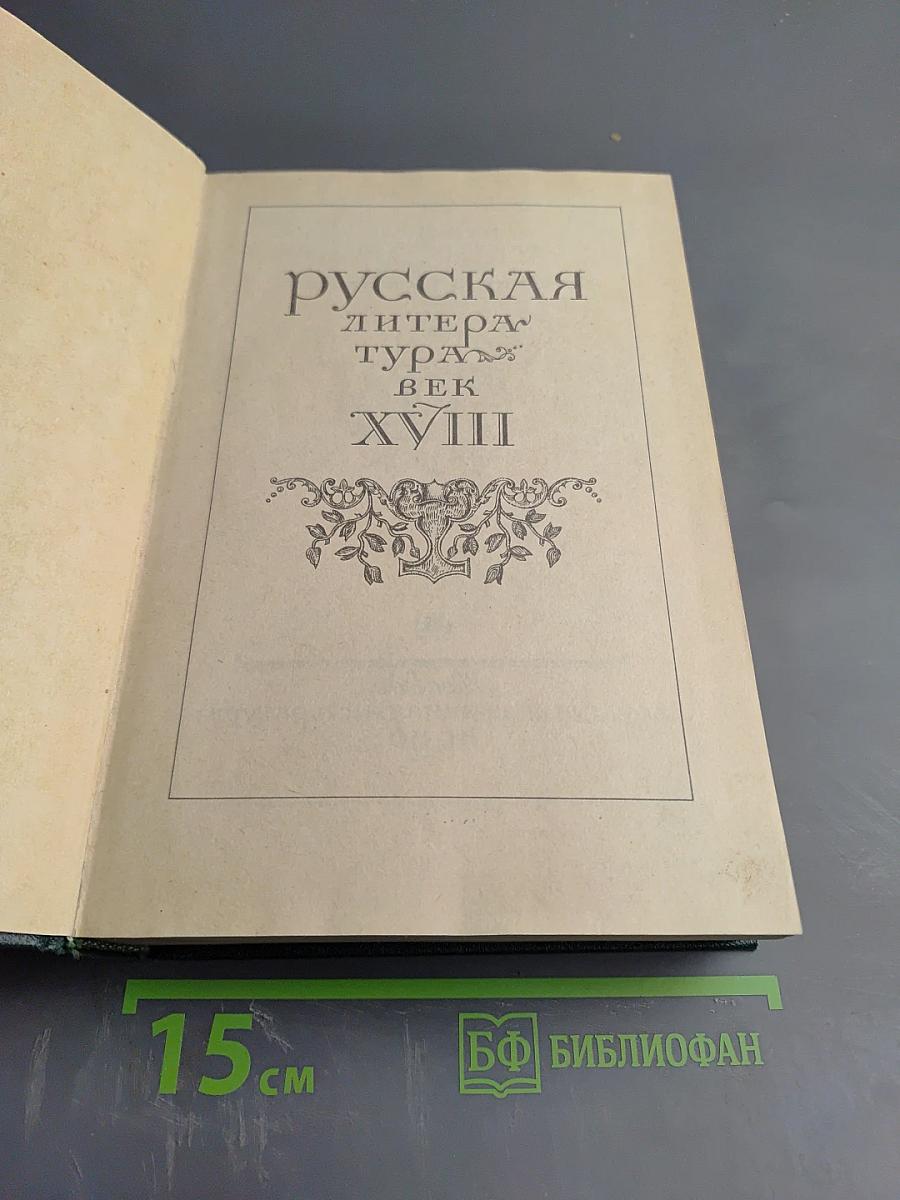 РУССКАЯ
ЛИТЕРА
ТУРА
ВЕК
XVIII
15 см
БФ БИБЛИОФАН